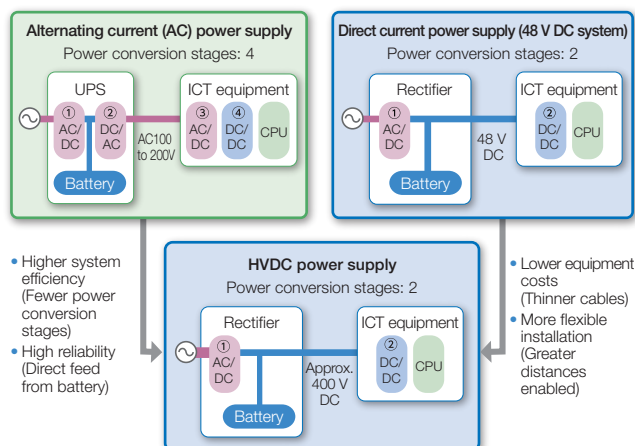 Alternating current (AC) power supply
Power conversion stages: 4
UPS
ICT equipment
①
AC/
DC
②
DC/
AC
AC100
to 200V
③
AC/
DC
④
DC/
DC
CPU
Battery
Direct current power supply (48 V DC system)
Power conversion stages: 2
Rectifier
ICT equipment
①
AC/
DC
48 V
DC
②
DC/
DC
CPU
Battery
• Higher system
efficiency
(Fewer power
conversion
stages)
• High reliability
(Direct feed
from battery)
HVDC power supply
Power conversion stages: 2
Rectifier
ICT equipment
①
AC/
DC
Approx.
400 V
DC
②
DC/
DC
CPU
Battery
• Lower equipment
costs
(Thinner cables)
• More flexible
installation
(Greater
distances
enabled)